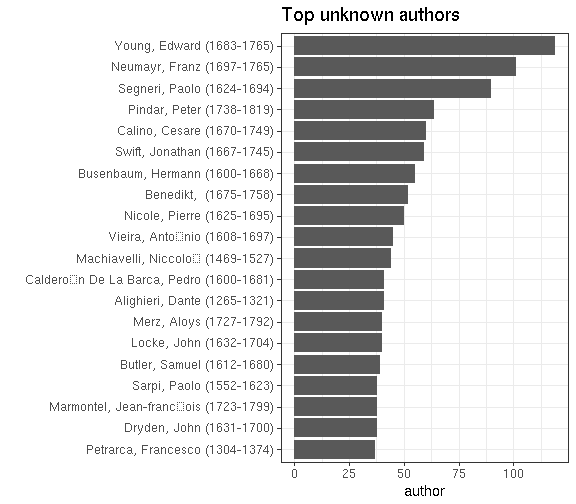 Top unknown authors
Young, Edward (1683-1765)
Neumayr, Franz (1697-1765)
Segneri, Paolo (1624-1694)
Pindar, Peter (1738-1819)
Calino, Cesare (1670-1749)
Swift, Jonathan (1667-1745)
Busenbaum, Hermann (1600-1668)
Benedikt,  (1675-1758)
Nicole, Pierre (1625-1695)
Vieira, Anto□nio (1608-1697)
Machiavelli, Niccolo□ (1469-1527)
Caldero□n De La Barca, Pedro (1600-1681)
Alighieri, Dante (1265-1321)
Merz, Aloys (1727-1792)
Locke, John (1632-1704)
Butler, Samuel (1612-1680)
Sarpi, Paolo (1552-1623)
Marmontel, Jean-franc□ois (1723-1799)
Dryden, John (1631-1700)
Petrarca, Francesco (1304-1374)
0 25 50 75 100
author